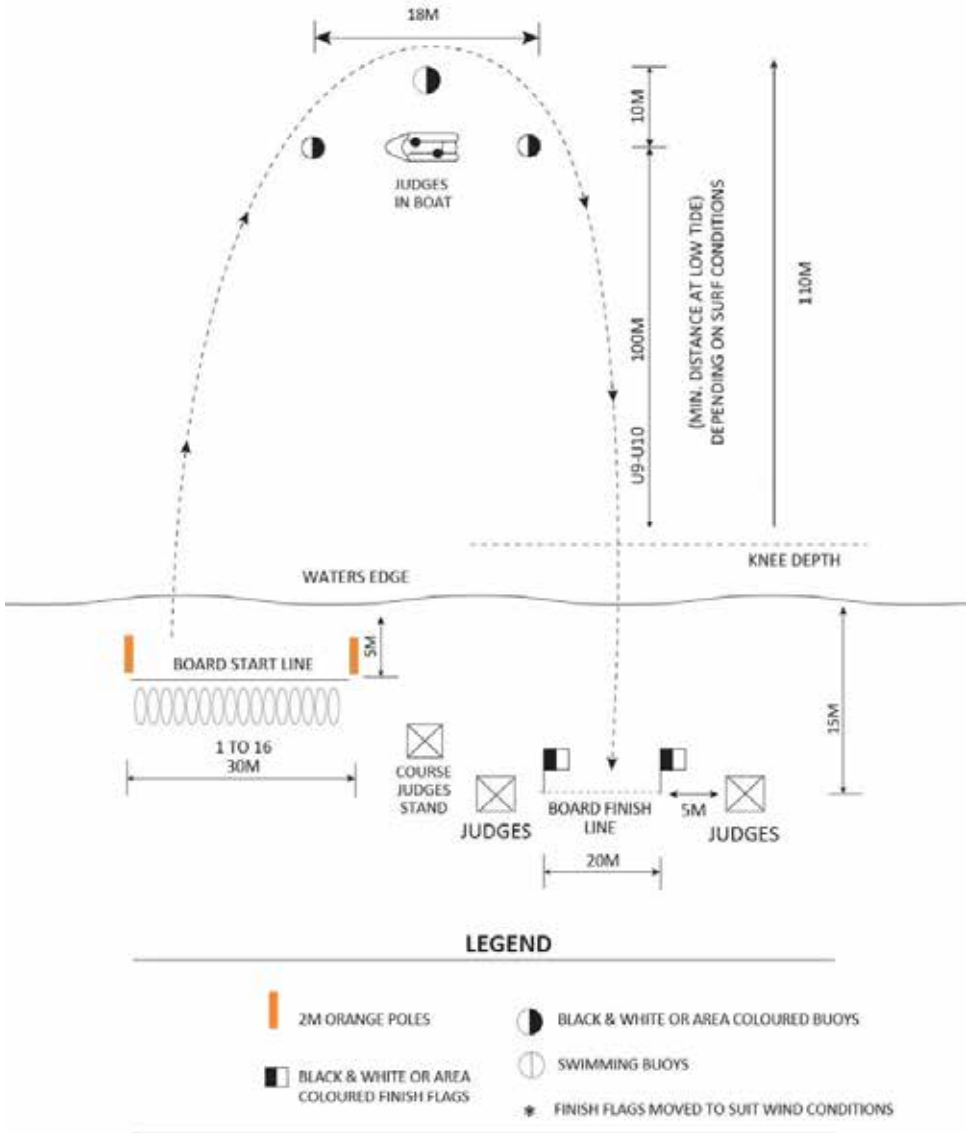 18M
10M
JUDGES
IN BOAT
100M
U9-U10
(MIN. DISTANCE AT LOW TIDE)
DEPENDING ON SURF CONDITIONS
110M
KNEE DEPTH
WATERS EDGE
5M
BOARD START LINE
1 TO 16
30M
COURSE
JUDGES
STAND
JUDGES
BOARD FINISH
LINE
5M
JUDGES
15M
20M
LEGEND
2M ORANGE POLES
BLACK & WHITE OR AREA
COLOURED FINISH FLAGS
BLACK & WHITE OR AREA COLOURED BUOYS
SWIMMING BUOYS
* FINISH FLAGS MOVED TO SUIT WIND CONDITIONS